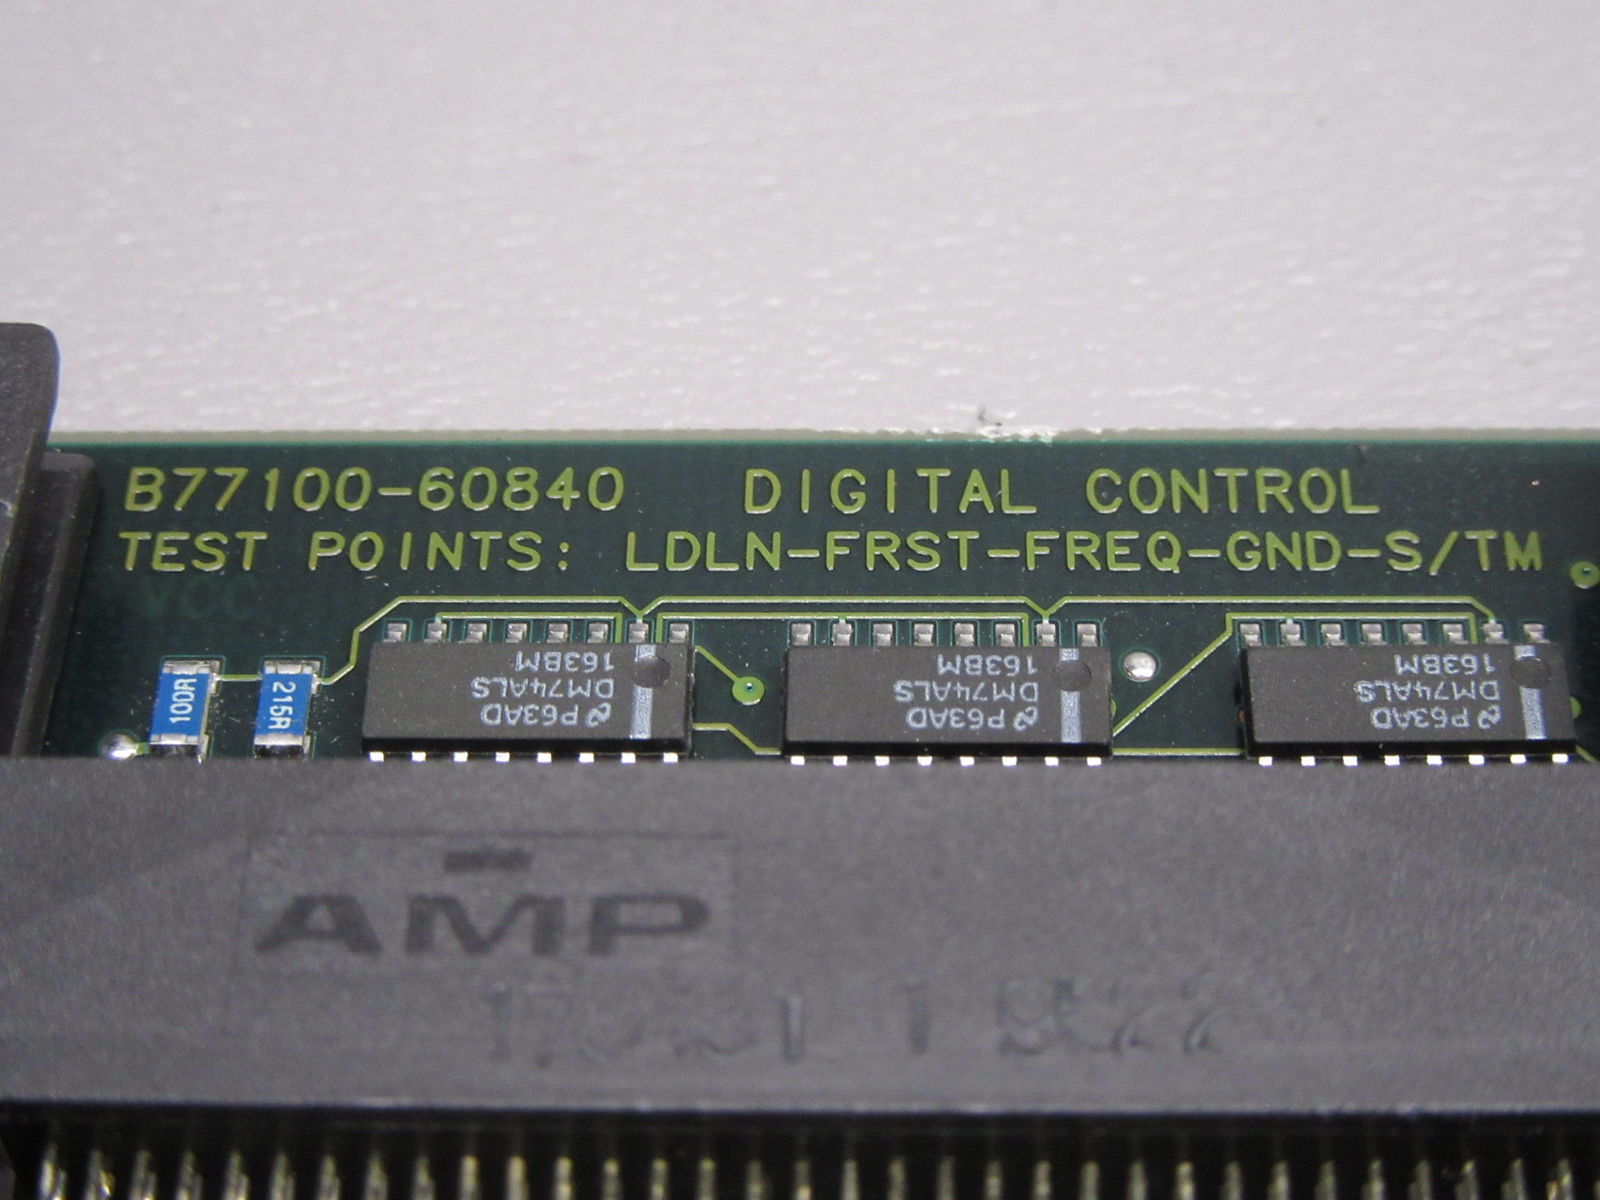 B77100-60840 DIGITAL CONTROL
TEST POINTS: LDLN-FRST-FREQ-GND-S/TM
VCC
100R
215R
P63AD
DM74ALS
163BM
P63AD
DM74ALS
163BM
P63AD
DM74ALS
163BM
AMP